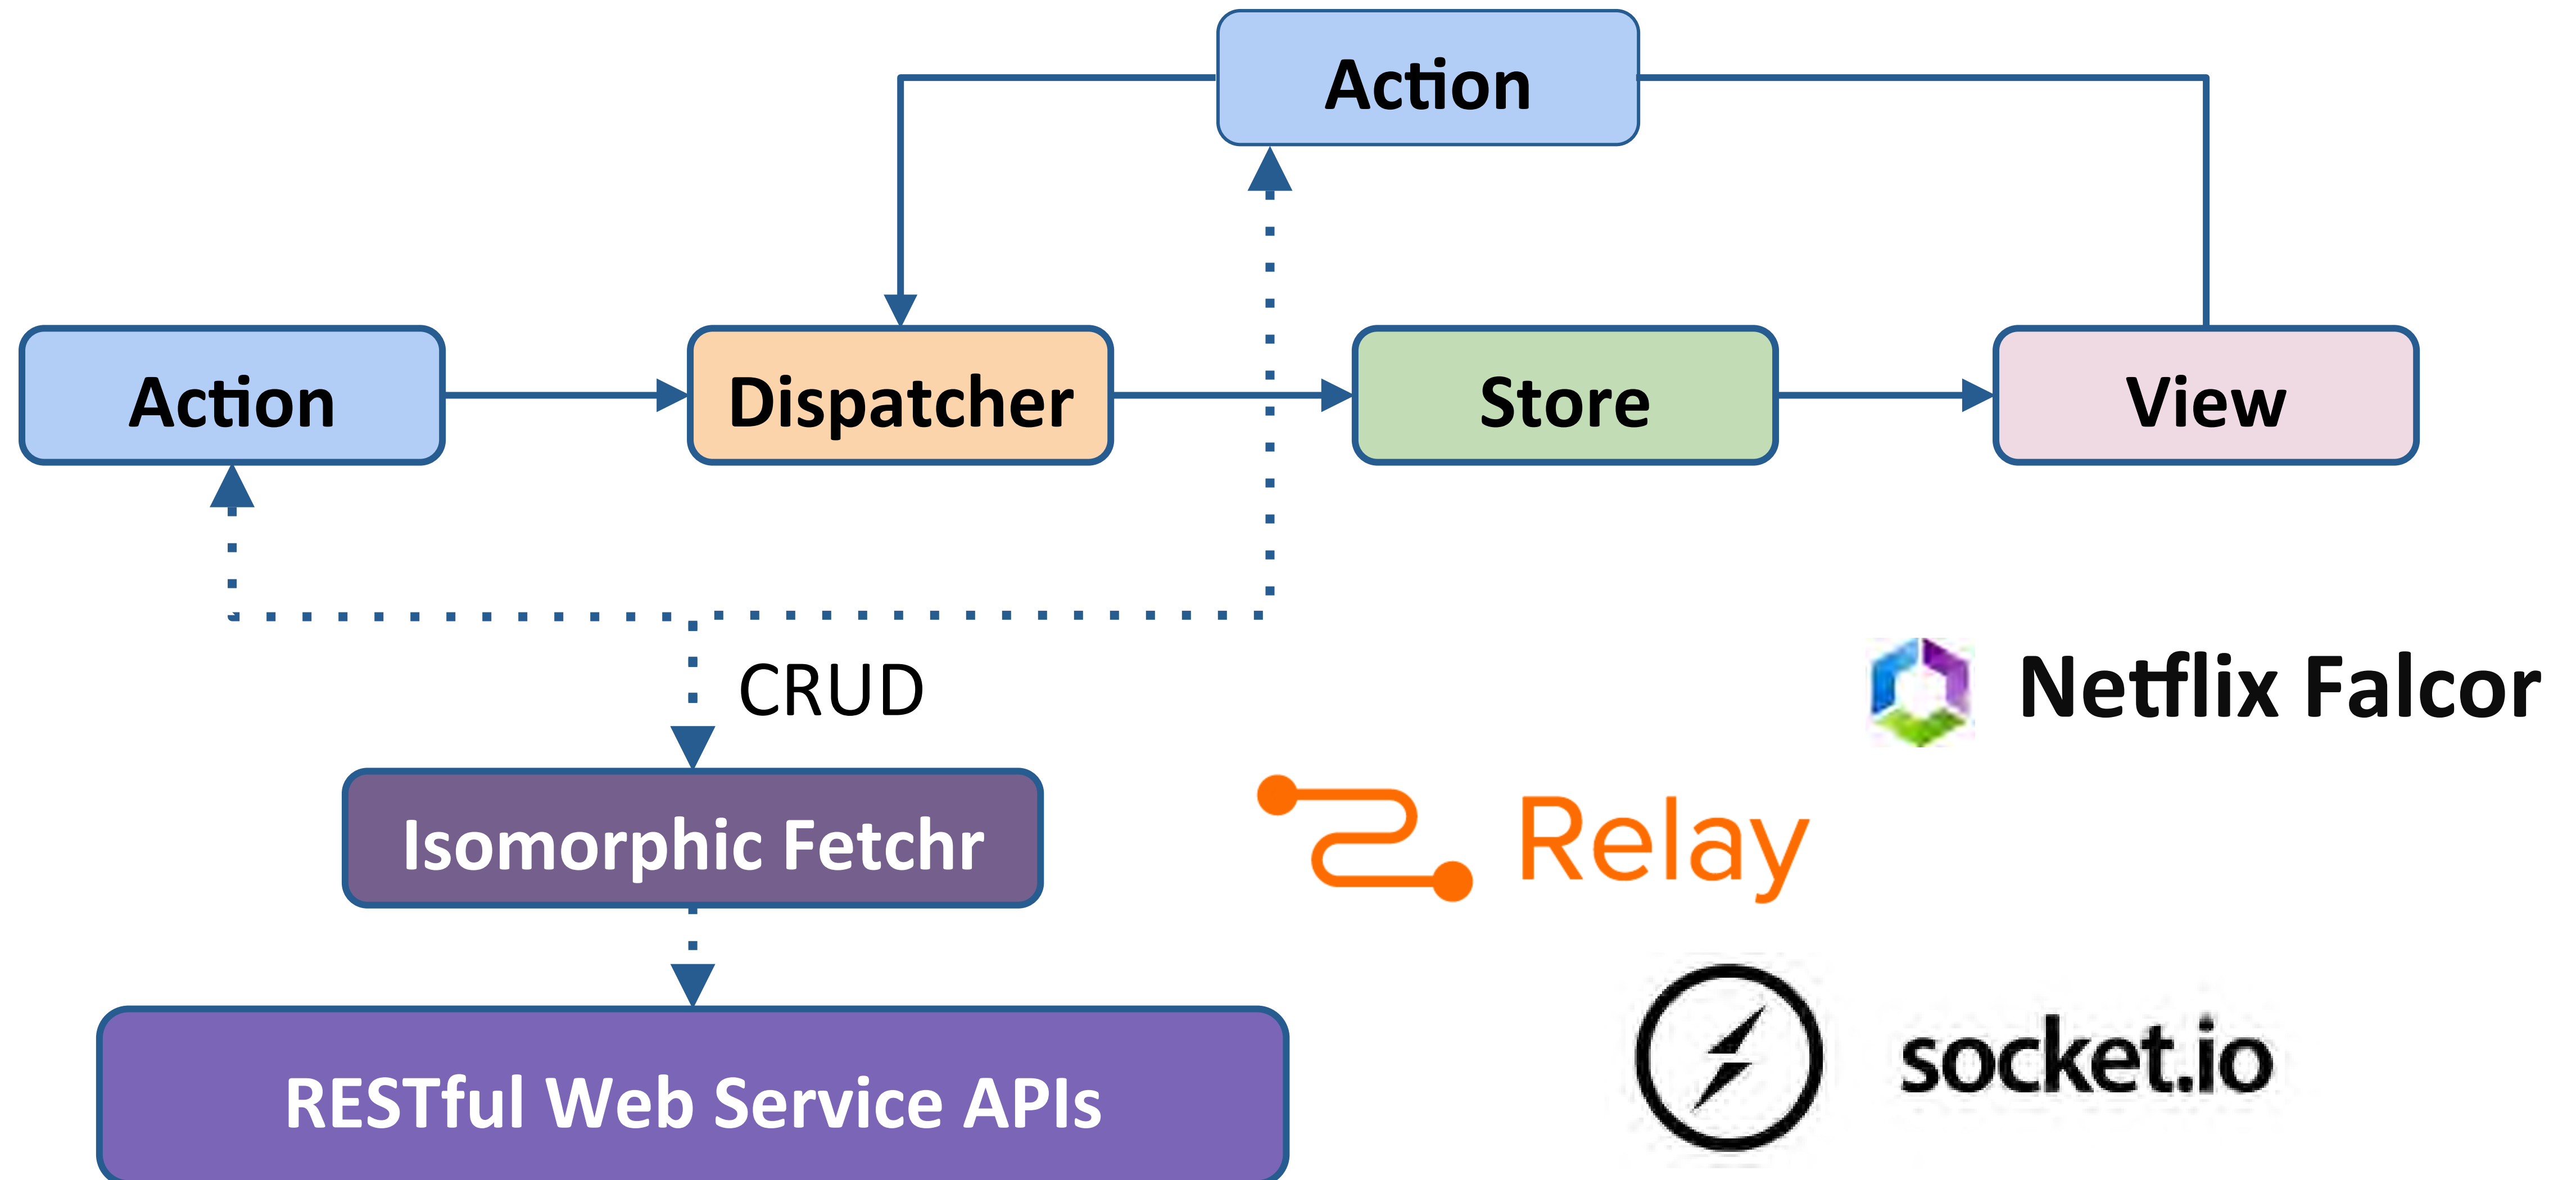 Action
Action
Dispatcher
Store
View
CRUD
Netflix Falcor
Isomorphic Fetchr
Relay
RESTful Web Service APIs
socket.io